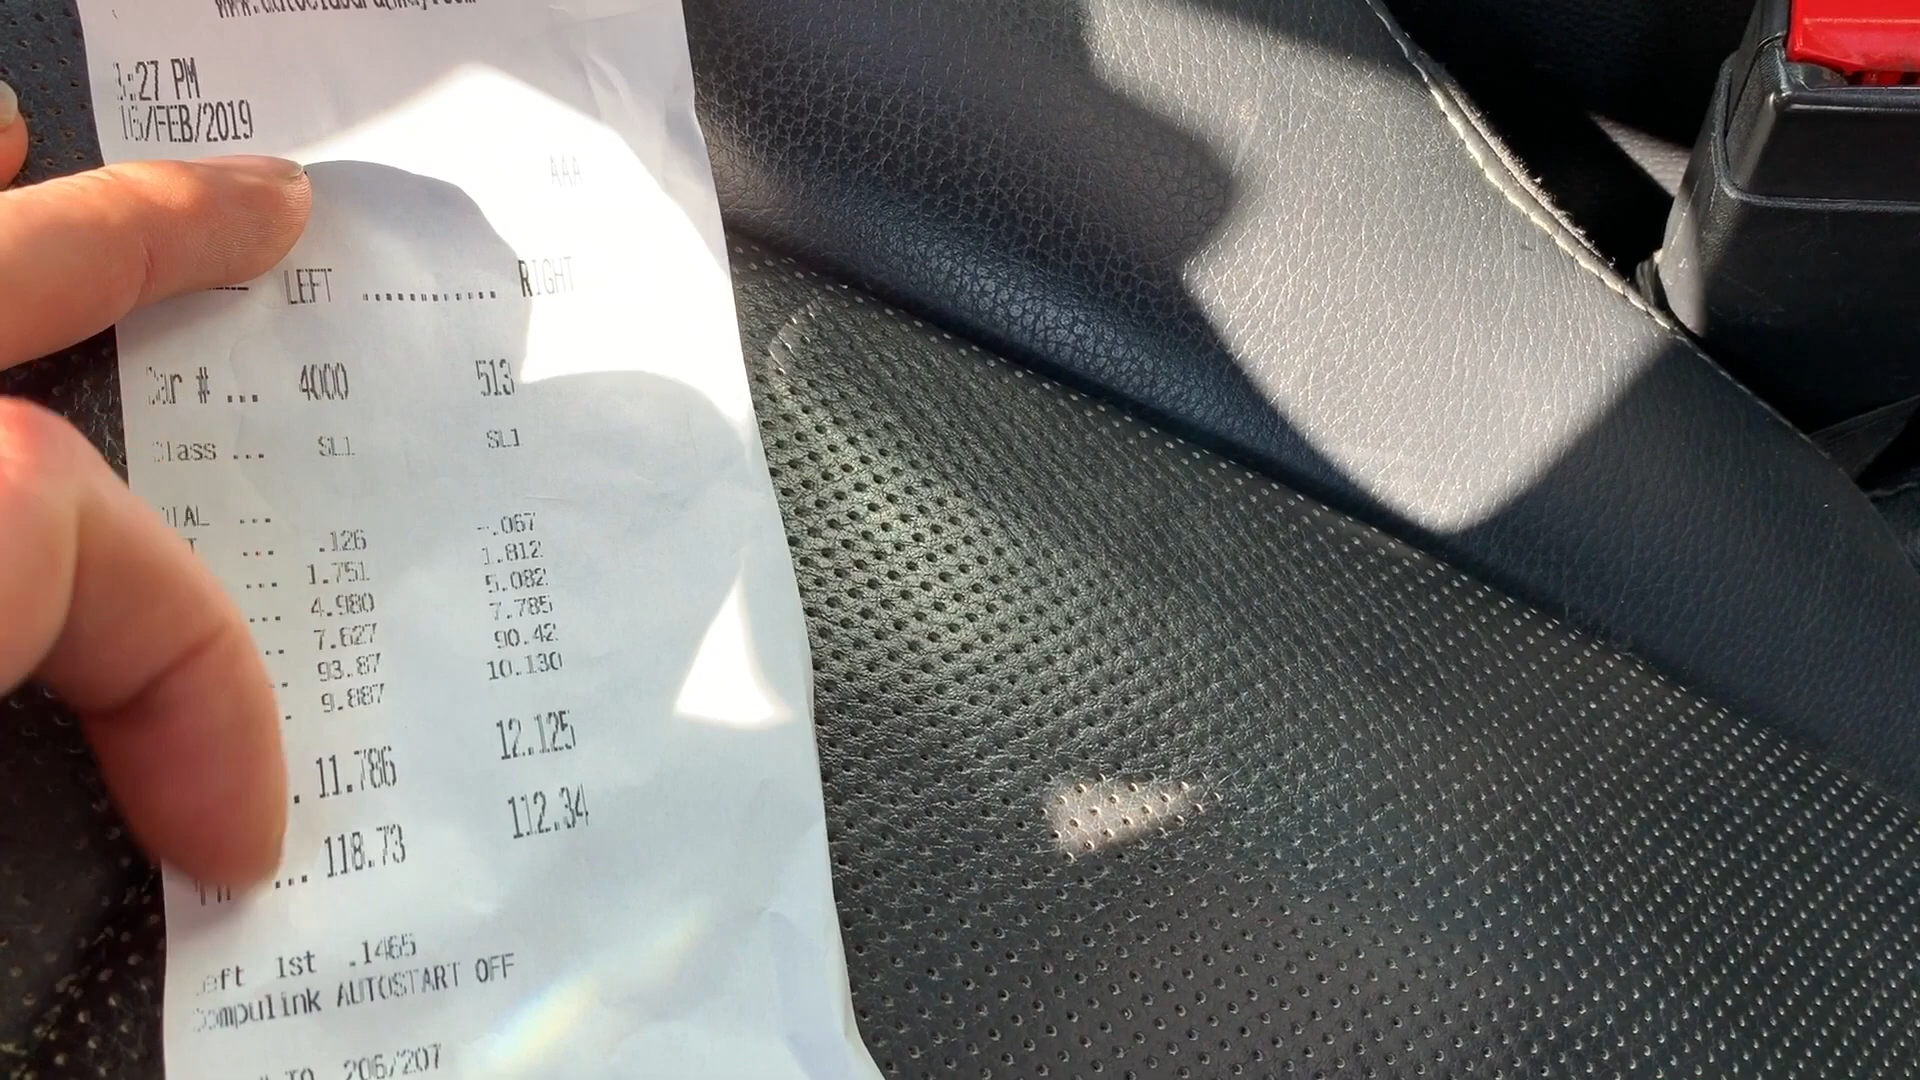 :27 PM
/FEB/2019
AAA
LEFT ............ RIGHT
Car # ... 4000 513
Class ... SL1 SL1
DIAL ...
... .126 -.067
... 1.751 1.812
... 4.980 5.082
... 7.627 7.785
.. 93.87 90.42
. 9.887 10.130
. 11.786 12.125
... 118.73 112.34
Left 1st .1465
Compulink AUTOSTART OFF
TO 206/207